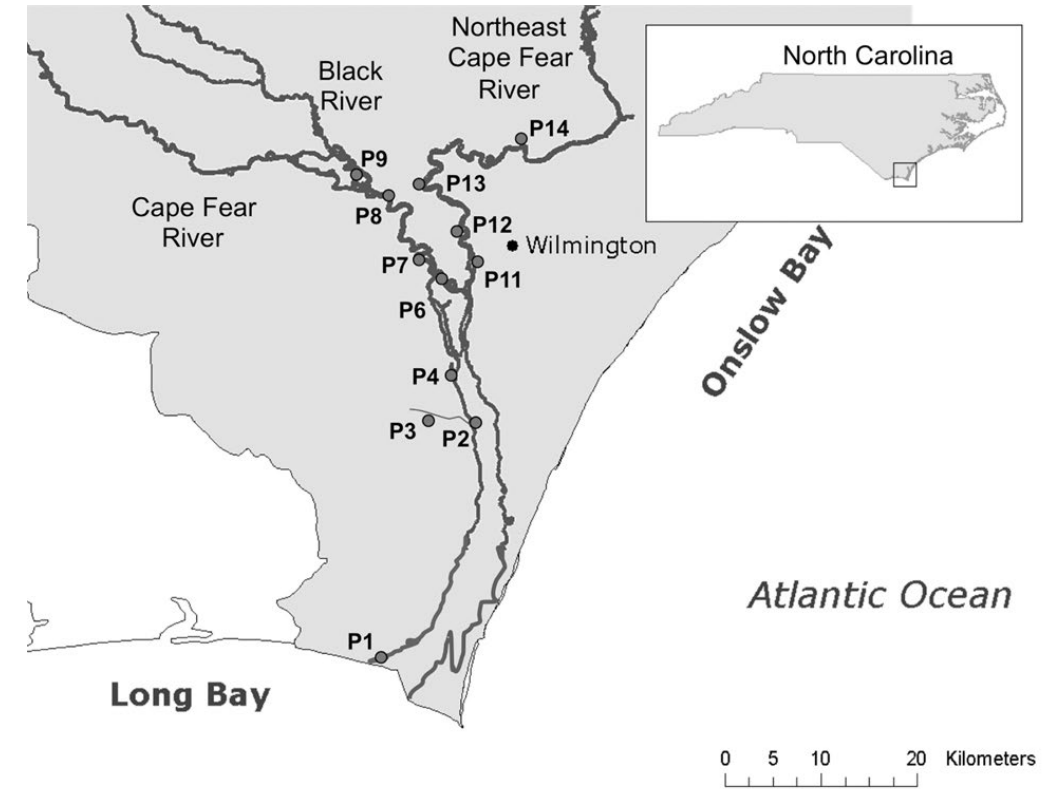 Northeast
Cape Fear
River
North Carolina
Black
River
P14
P9
P13
Cape Fear
River
P8
P12
Wilmington
P7
P11
Onslow Bay
P6
P4
P3
P2
Atlantic Ocean
P1
Long Bay
0 5 10 20 Kilometers